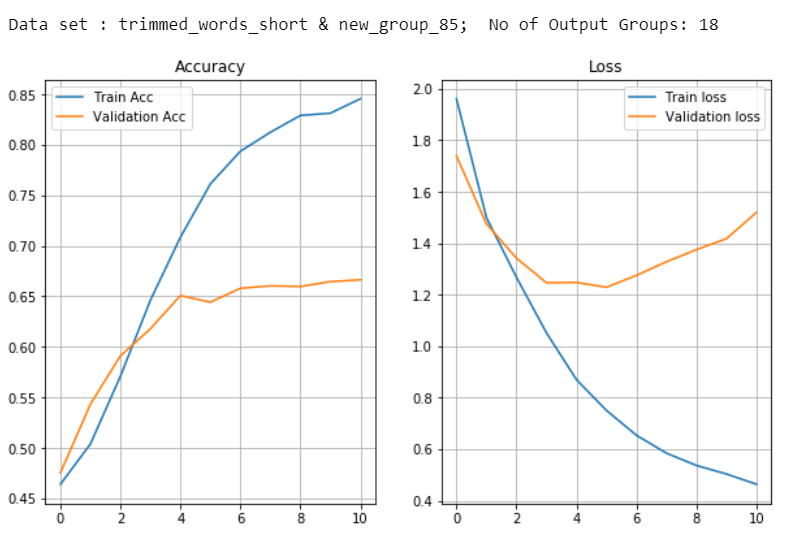 Data set : trimmed_words_short & new_group_85;  No of Output Groups: 18
Accuracy
Train Acc
Validation Acc
0.85
0.80
0.75
0.70
0.65
0.60
0.55
0.50
0.45
0 2 4 6 8 10
Loss
Train loss
Validation loss
2.0
1.8
1.6
1.4
1.2
1.0
0.8
0.6
0.4
0 2 4 6 8 10